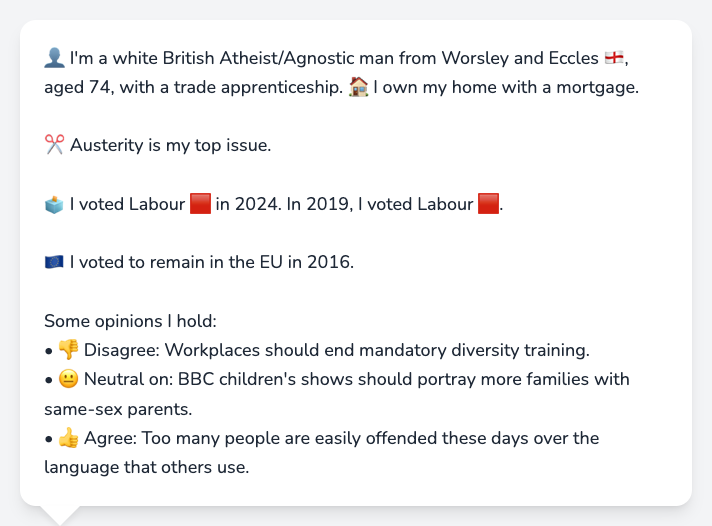 👤 I'm a white British Atheist/Agnostic man from Worsley and Eccles 🏴󠁧󠁢󠁥󠁮󠁧󠁿,
aged 74, with a trade apprenticeship. 🏠 I own my home with a mortgage.
✂️ Austerity is my top issue.
🗳️ I voted Labour 🟥 in 2024. In 2019, I voted Labour 🟥.
🇪🇺 I voted to remain in the EU in 2016.
Some opinions I hold:
• 👎 Disagree: Workplaces should end mandatory diversity training.
• 😐 Neutral on: BBC children's shows should portray more families with
same-sex parents.
• 👍 Agree: Too many people are easily offended these days over the
language that others use.